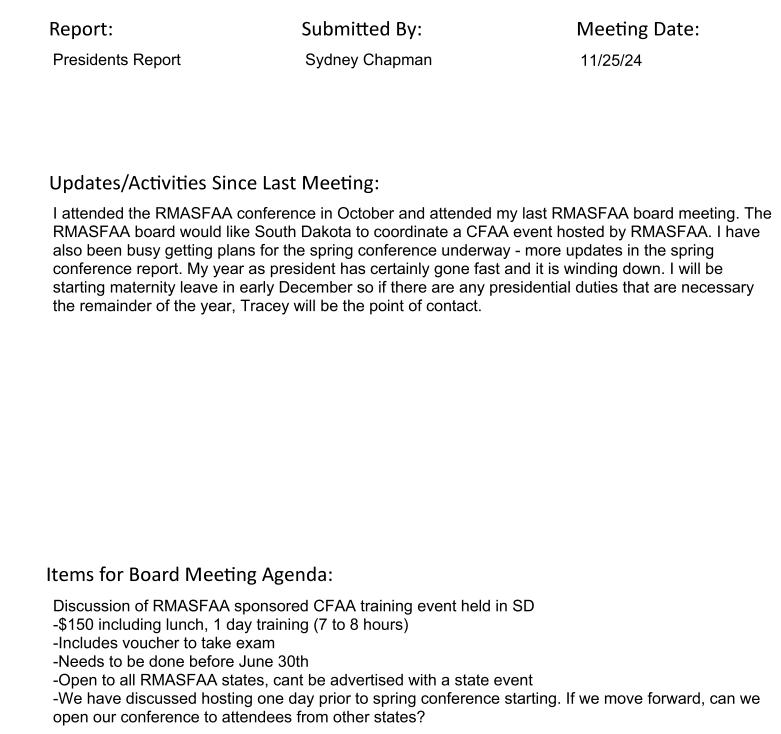 Report: Submitted By: Meeting Date:
Presidents Report Sydney Chapman 11/25/24
Updates/Activities Since Last Meeting:
I attended the RMASFAA conference in October and attended my last RMASFAA board meeting. The
RMASFAA board would like South Dakota to coordinate a CFAA event hosted by RMASFAA. I have
also been busy getting plans for the spring conference underway - more updates in the spring
conference report. My year as president has certainly gone fast and it is winding down. I will be
starting maternity leave in early December so if there are any presidential duties that are necessary
the remainder of the year, Tracey will be the point of contact.
Items for Board Meeting Agenda:
Discussion of RMASFAA sponsored CFAA training event held in SD
-$150 including lunch, 1 day training (7 to 8 hours)
-Includes voucher to take exam
-Needs to be done before June 30th
-Open to all RMASFAA states, cant be advertised with a state event
-We have discussed hosting one day prior to spring conference starting. If we move forward, can we
open our conference to attendees from other states?